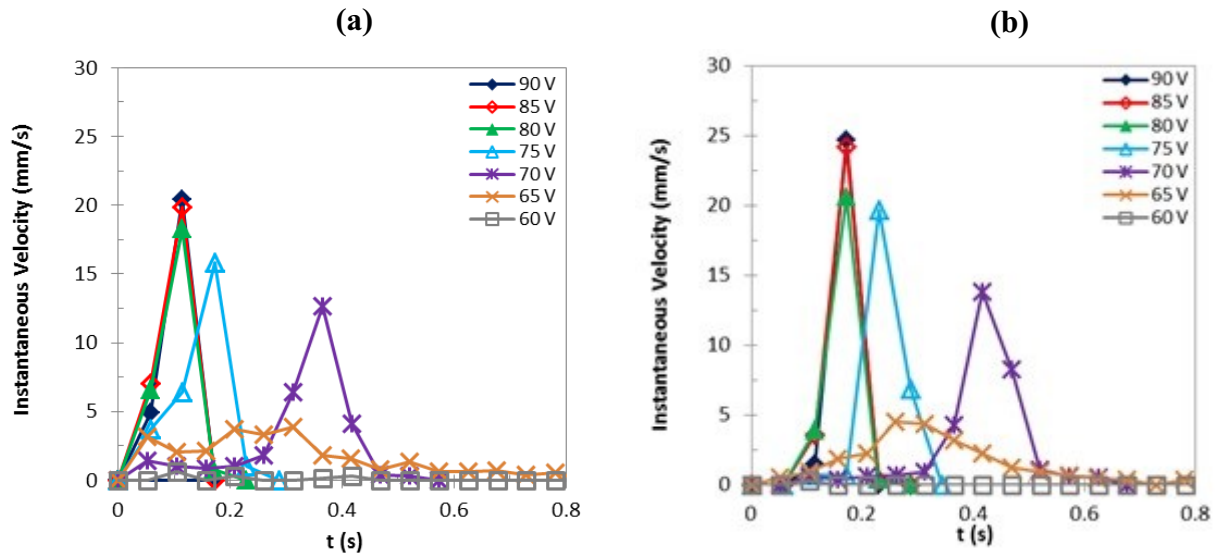 (a)
30
25
20
15
10
5
0
Instantaneous Velocity (mm/s)
90 V
85 V
80 V
75 V
70 V
65 V
60 V
0 0.2 0.4 0.6 0.8
t (s)
(b)
30
25
20
15
10
5
0
Instantaneous Velocity (mm/s)
90 V
85 V
80 V
75 V
70 V
65 V
60 V
0 0.2 0.4 0.6 0.8
t (s)